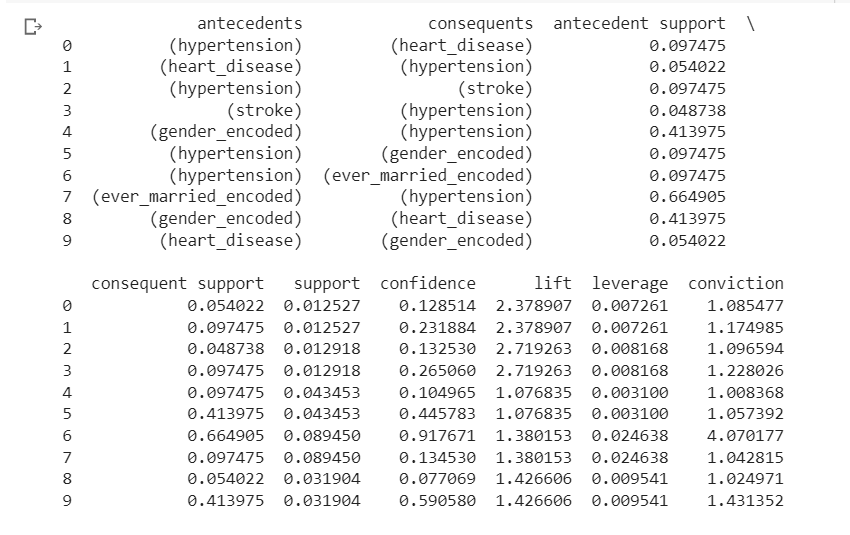 antecedents consequents antecedent support \
0 (hypertension) (heart_disease) 0.097475
1 (heart_disease) (hypertension) 0.054022
2 (hypertension) (stroke) 0.097475
3 (stroke) (hypertension) 0.048738
4 (gender_encoded) (hypertension) 0.413975
5 (hypertension) (gender_encoded) 0.097475
6 (hypertension) (ever_married_encoded) 0.097475
7 (ever_married_encoded) (hypertension) 0.664905
8 (gender_encoded) (heart_disease) 0.413975
9 (heart_disease) (gender_encoded) 0.054022
consequent support support confidence lift leverage conviction
0 0.054022 0.012527 0.128514 2.378907 0.007261 1.085477
1 0.097475 0.012527 0.231884 2.378907 0.007261 1.174985
2 0.048738 0.012918 0.132530 2.719263 0.008168 1.096594
3 0.097475 0.012918 0.265060 2.719263 0.008168 1.228026
4 0.097475 0.043453 0.104965 1.076835 0.003100 1.008368
5 0.413975 0.043453 0.445783 1.076835 0.003100 1.057392
6 0.664905 0.089450 0.917671 1.380153 0.024638 4.070177
7 0.097475 0.089450 0.134530 1.380153 0.024638 1.042815
8 0.054022 0.031904 0.077069 1.426606 0.009541 1.024971
9 0.413975 0.031904 0.590580 1.426606 0.009541 1.431352